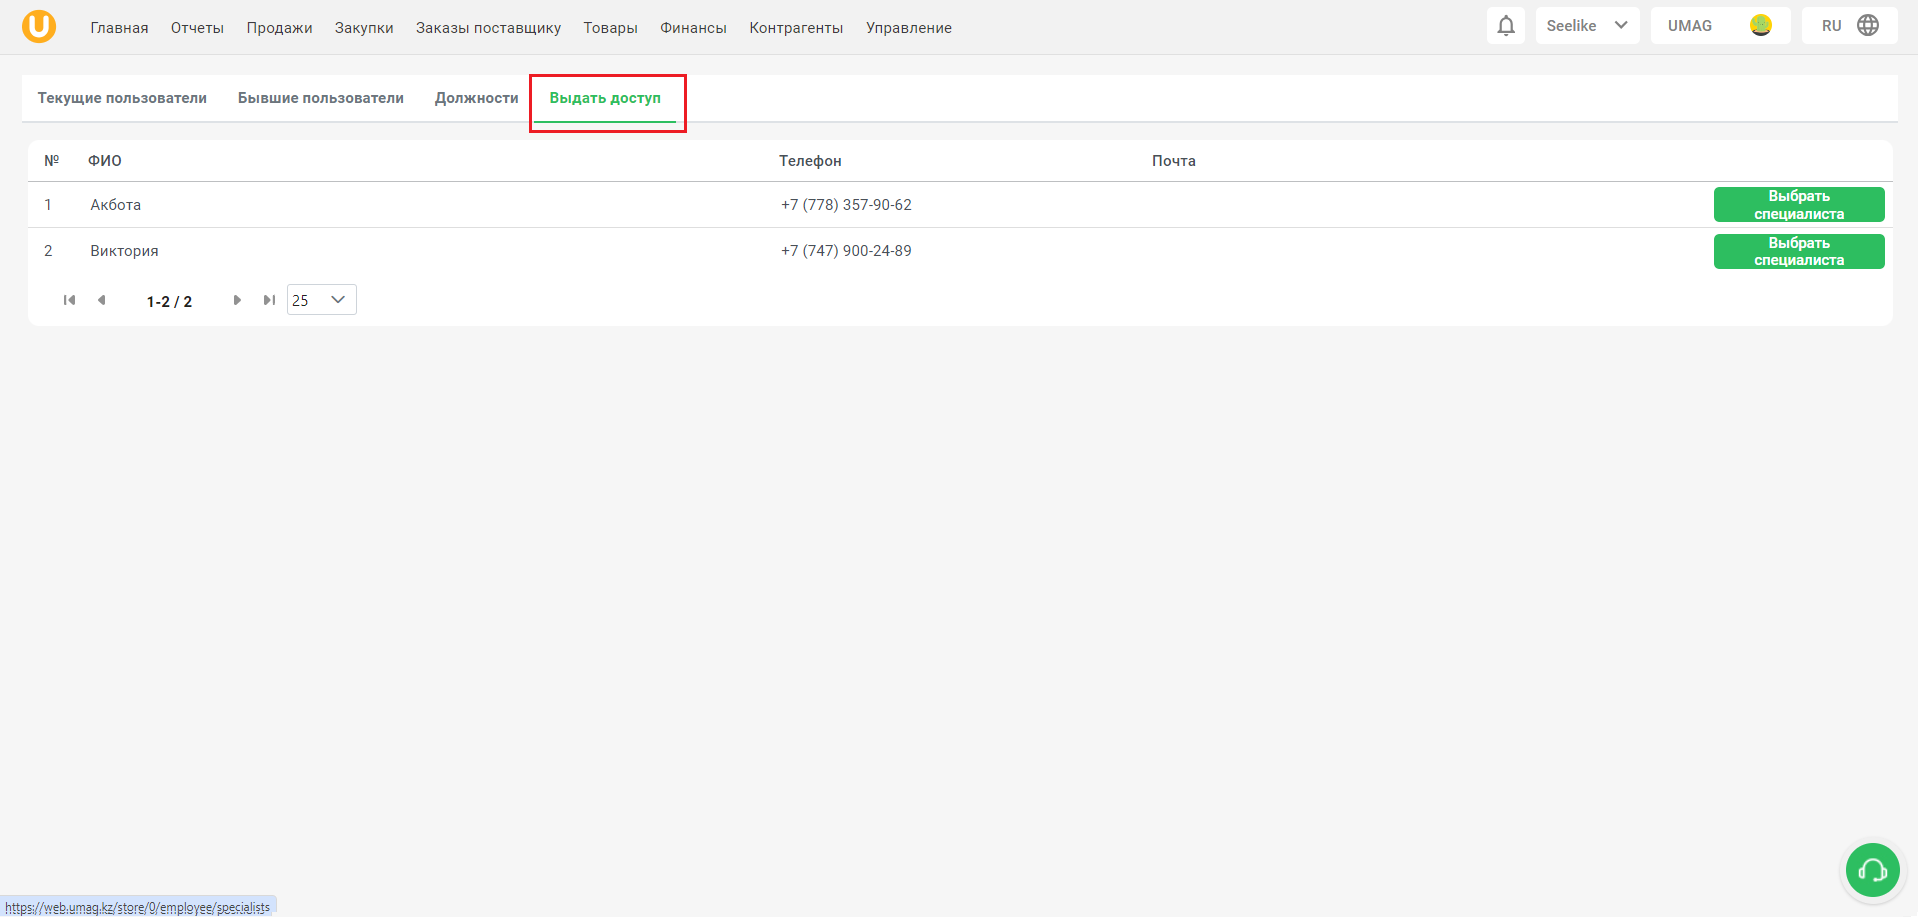 U Главная Отчеты Продажи Закупки Заказы поставщику Товары Финансы Контрагенты Управление Seelike UMAG RU
Текущие пользователи Бывшие пользователи Должности Выдать доступ
№ ФИО Телефон Почта
1 Акбота +7 (778) 357-90-62 Выбрать
специалиста
2 Виктория +7 (747) 900-24-89 Выбрать
специалиста
1-2 / 2 25
https://web.umag.kz/store/0/employee/specialists